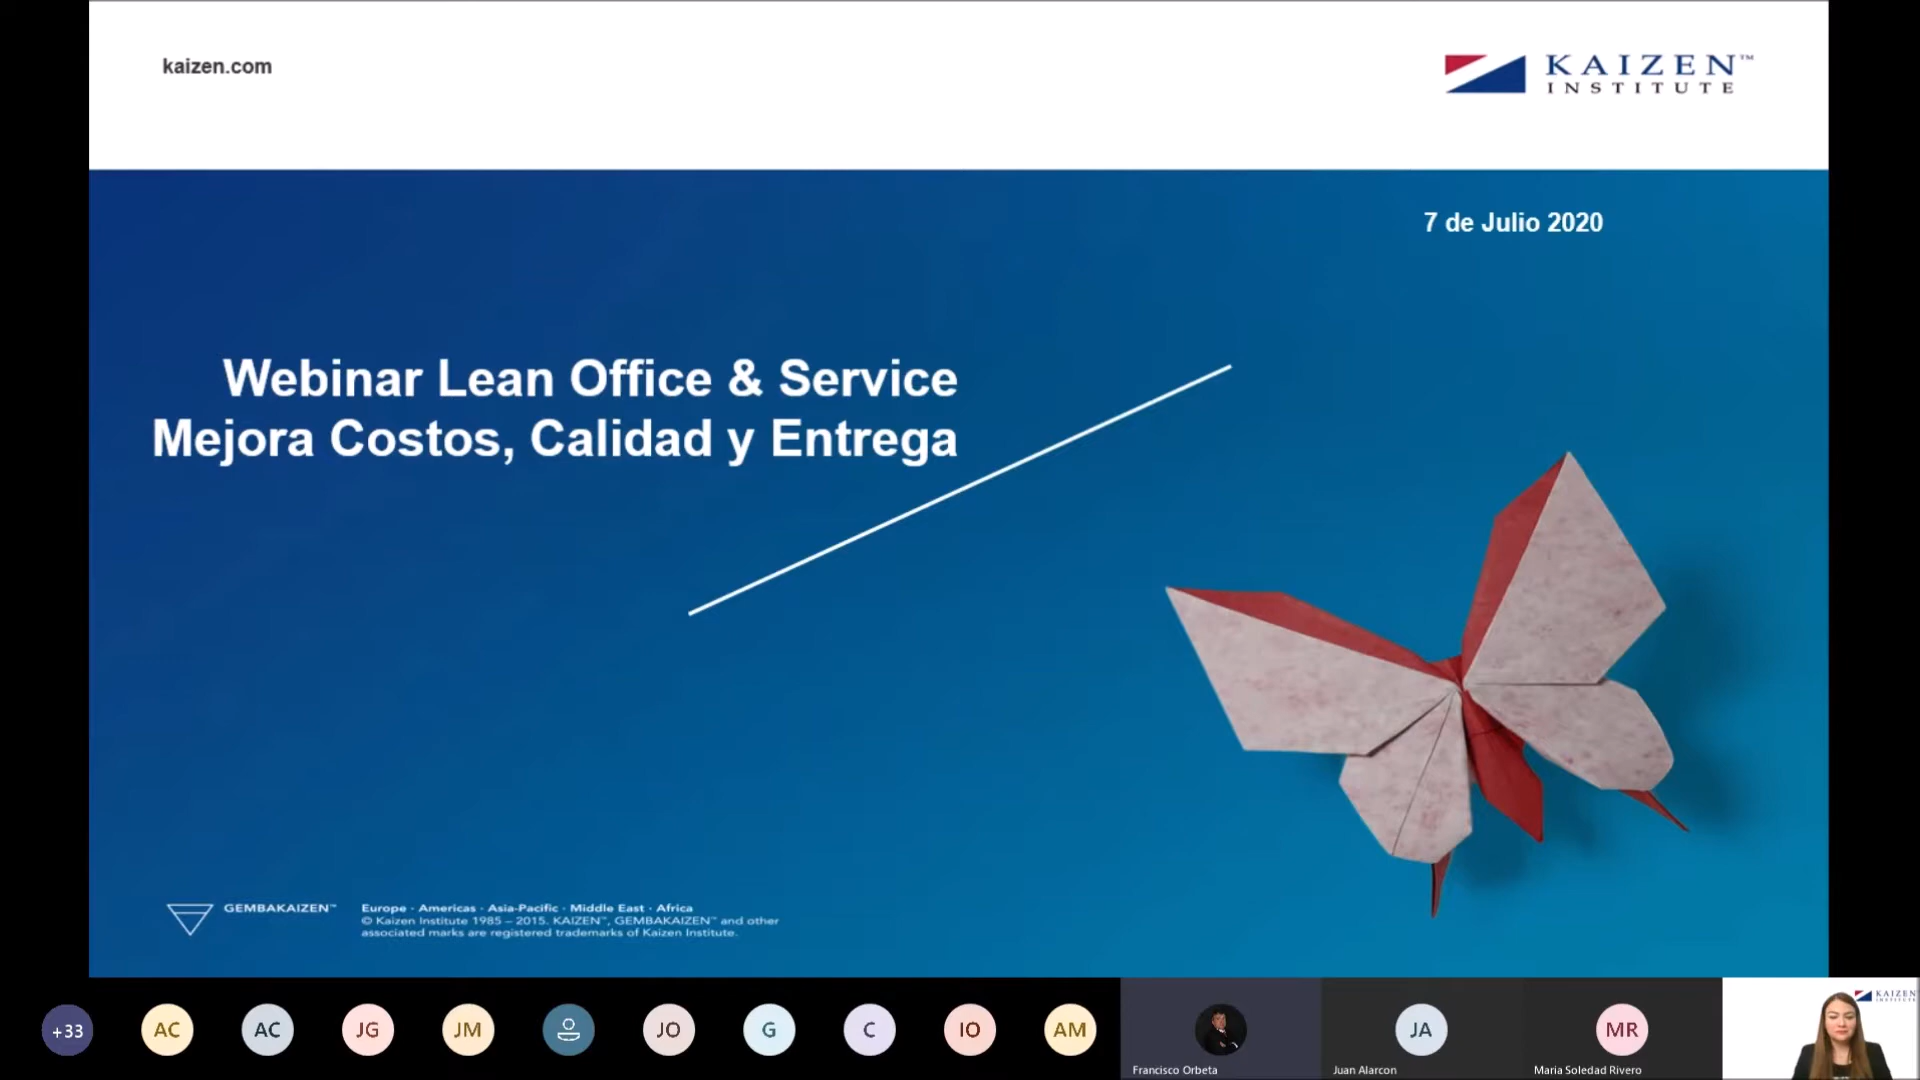 kaizen.com
KAIZEN™
INSTITUTE
7 de Julio 2020
Webinar Lean Office & Service
Mejora Costos, Calidad y Entrega
GEMBAKAIZEN™
Europe · Americas · Asia-Pacific · Middle East · Africa
© Kaizen Institute 1985 – 2015. KAIZEN™, GEMBAKAIZEN™ and other
associated marks are registered trademarks of Kaizen Institute.
+33
AC
AC
JG
JM
JO
G
C
IO
AM
Francisco Orbeta
JA
Juan Alarcon
MR
Maria Soledad Rivero
KAIZEN
INSTITUTE